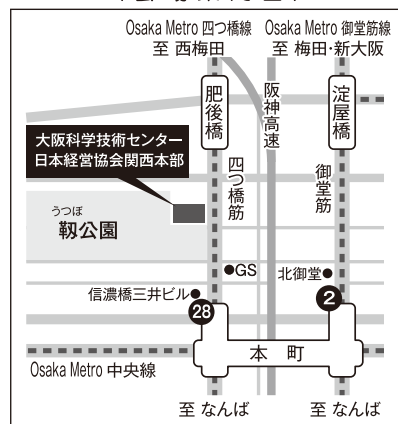 Osaka Metro 四つ橋線
至 西梅田
Osaka Metro 御堂筋線
至 梅田・新大阪
肥後橋
阪神高速
淀屋橋
大阪科学技術センター
日本経営協会関西本部
四つ橋筋
御堂筋
うつぼ
靱公園
●GS
北御堂●
信濃橋三井ビル●
28
2
本町
Osaka Metro 中央線
至 なんば
至 なんば